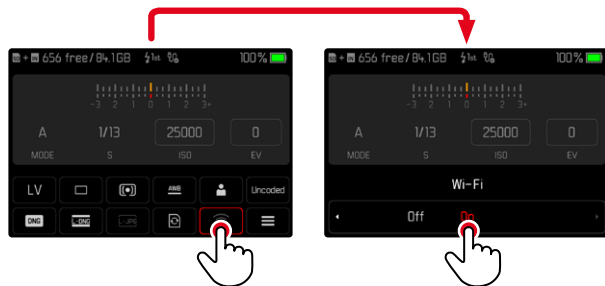 + 656 free / 84.1GB 1st 100%
-3 2 1 0 1 2 3+
A 1/13 25000 0
MODE S ISO EV
LV AWB Uncoded
DNG L-DNG L-JPG
+ 656 free / 84.1GB 1st 100%
-3 2 1 0 1 2 3+
A 1/13 25000 0
MODE S ISO EV
Wi-Fi
Off On